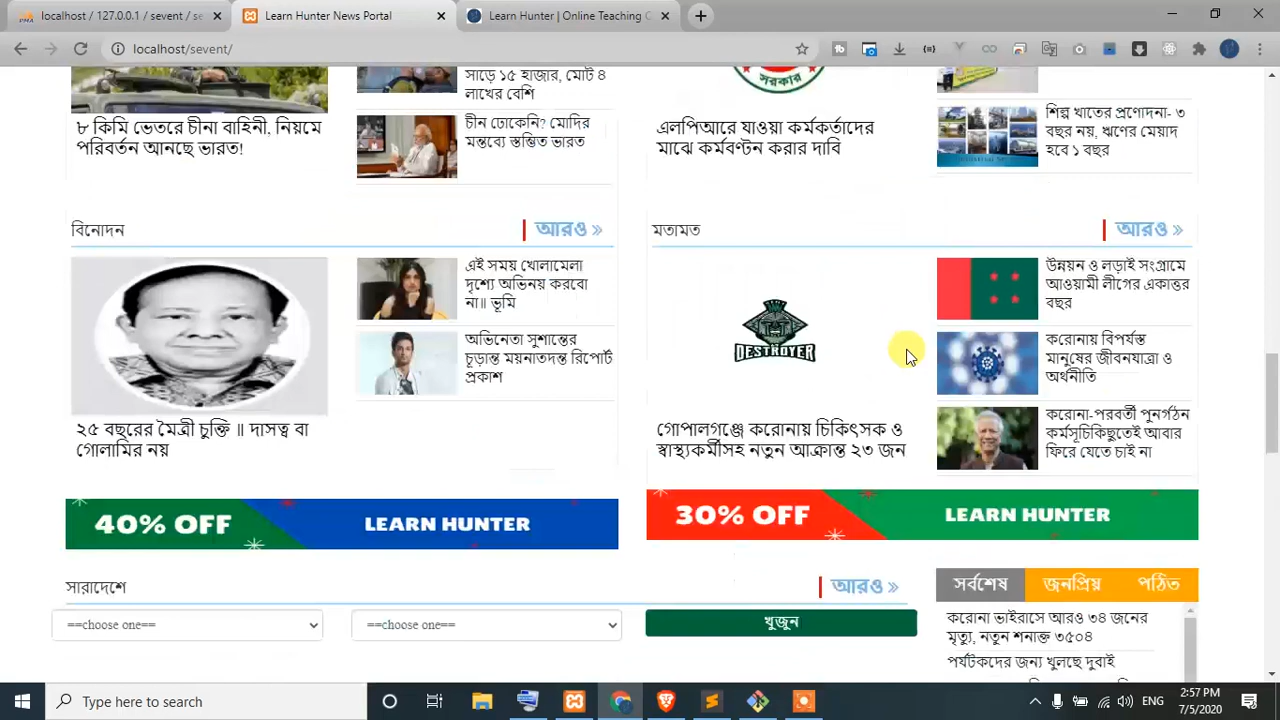 localhost / 127.0.0.1 / sevent / se
Learn Hunter News Portal
Learn Hunter | Online Teaching C
localhost/sevent/
সরকার
৮ কিমি ভেতরে চীনা বাহিনী, নিয়মে
পরিবর্তন আনছে ভারত!
সাড়ে ১৫ হাজার, মোট ৪
লাখের বেশি
চীন ঢোকেনি? মোদির
মন্তব্যে স্তম্ভিত ভারত
এলপিআরে যাওয়া কর্মকর্তাদের
মাঝে কর্মবণ্টন করার দাবি
শিল্প খাতের প্রণোদনা- ৩
বছর নয়, ঋণের মেয়াদ
হবে ১ বছর
বিনোদন
আরও »
মতামত
আরও »
এই সময় খোলামেলা
দৃশ্যে অভিনয় করবো
না॥ ভূমি
অভিনেতা সুশান্তের
চূড়ান্ত ময়নাতদন্ত রিপোর্ট
প্রকাশ
২৫ বছরের মৈত্রী চুক্তি ॥ দাসত্ব বা
গোলামির নয়
DESTROYER
গোপালগঞ্জে করোনায় চিকিৎসক ও
স্বাস্থ্যকর্মীসহ নতুন আক্রান্ত ২৩ জন
উন্নয়ন ও লড়াই সংগ্রামে
আওয়ামী লীগের একাত্তর
বছর
করোনায় বিপর্যস্ত
মানুষের জীবনযাত্রা ও
অর্থনীতি
করোনা-পরবর্তী পুনর্গঠন
কর্মসূচিকিছুতেই আবার
ফিরে যেতে চাই না
40% OFF LEARN HUNTER
30% OFF LEARN HUNTER
সারাদেশে
আরও »
==choose one==
==choose one==
খুজুন
সর্বশেষ জনপ্রিয় পঠিত
করোনা ভাইরাসে আরও ৩৪ জনের
মৃত্যু, নতুন শনাক্ত ৩৫০৪
পর্যটকদের জন্য খুলছে দুবাই
Type here to search
ENG
2:57 PM
7/5/2020